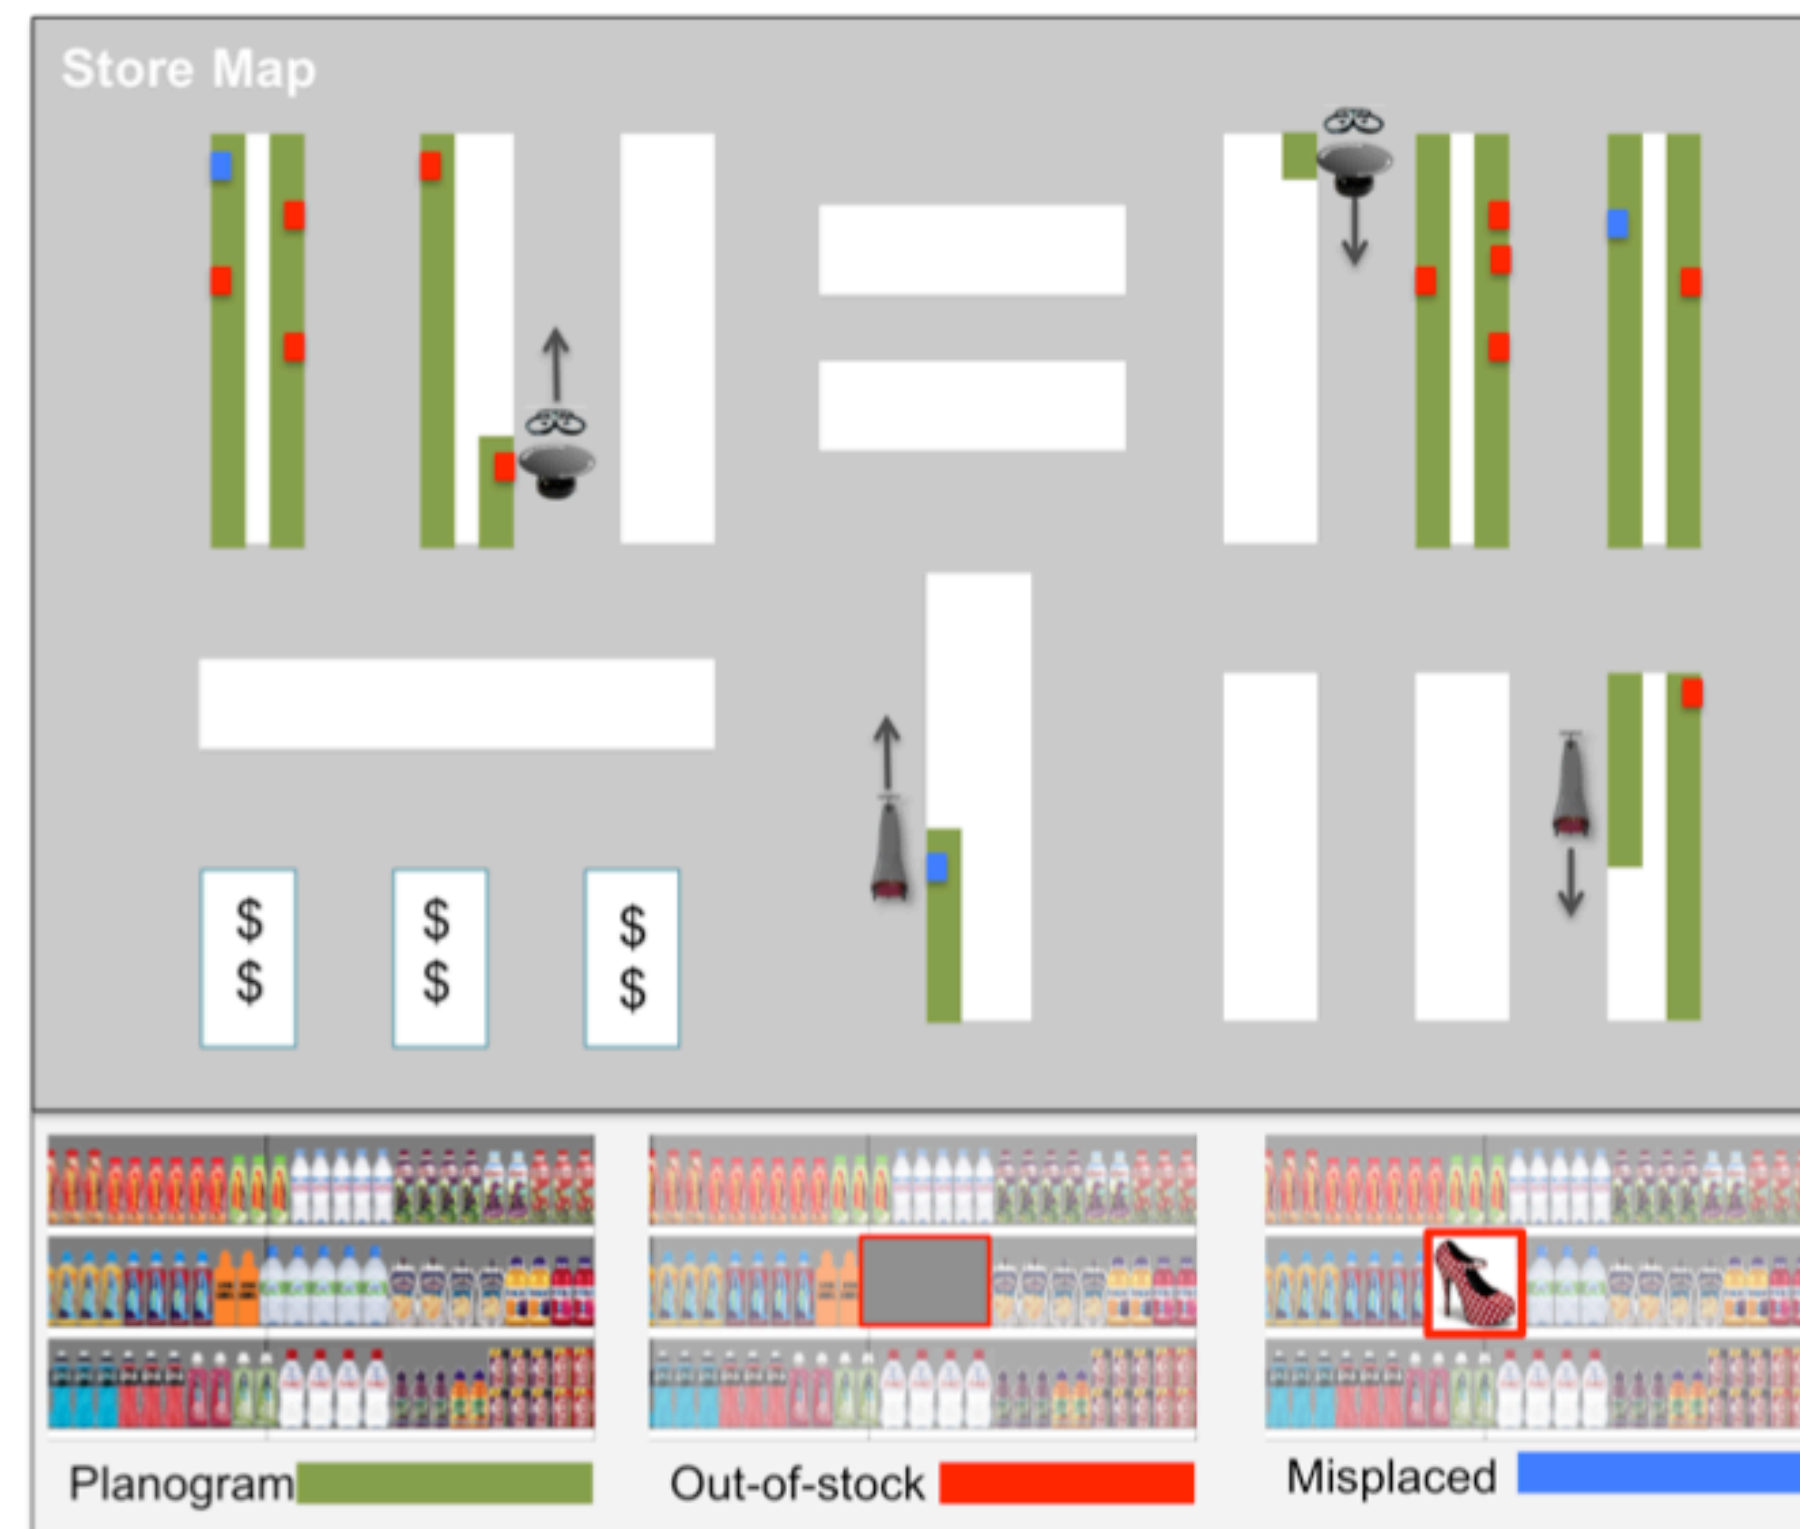 Store Map
$ $ $
$ $ $
Planogram
Out-of-stock
Misplaced